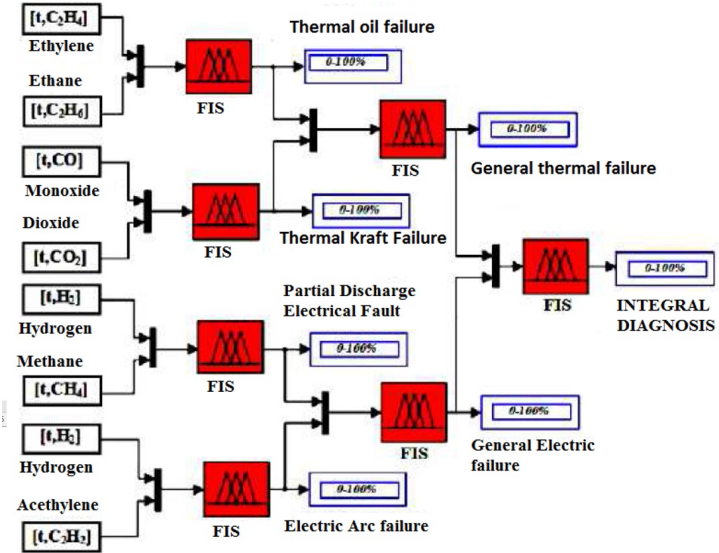 [t,C₂H₄]
Ethylene
Ethane
[t,C₂H₆]
FIS
Thermal oil failure
0-100%
[t,CO]
Monoxide
Dioxide
[t,CO₂]
FIS
0-100%
Thermal Kraft Failure
FIS
0-100%
General thermal failure
[t,H₂]
Hydrogen
Methane
[t,CH₄]
FIS
Partial Discharge
Electrical Fault
0-100%
[t,H₂]
Hydrogen
Acethylene
[t,C₂H₂]
FIS
0-100%
Electric Arc failure
FIS
0-100%
General Electric
failure
FIS
0-100%
INTEGRAL
DIAGNOSIS